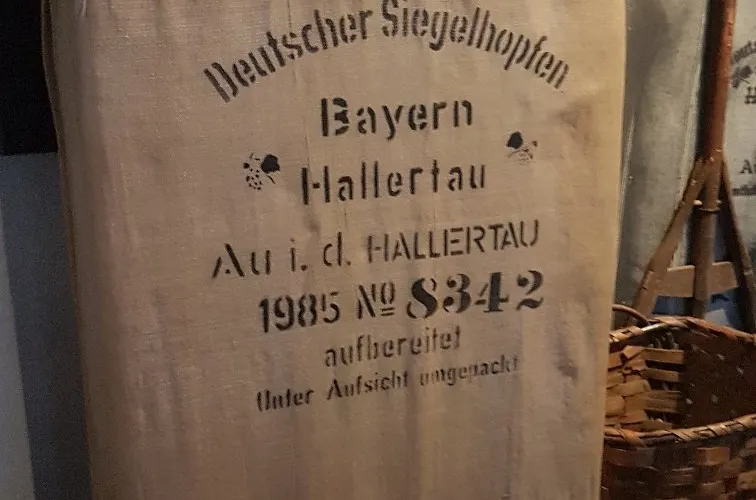 Deutscher Siegelhopfen
Bayern
Hallertau
Au i. d. HALLERTAU
1985 № 8342
aufbereitet
Unter Aufsicht umgepackt